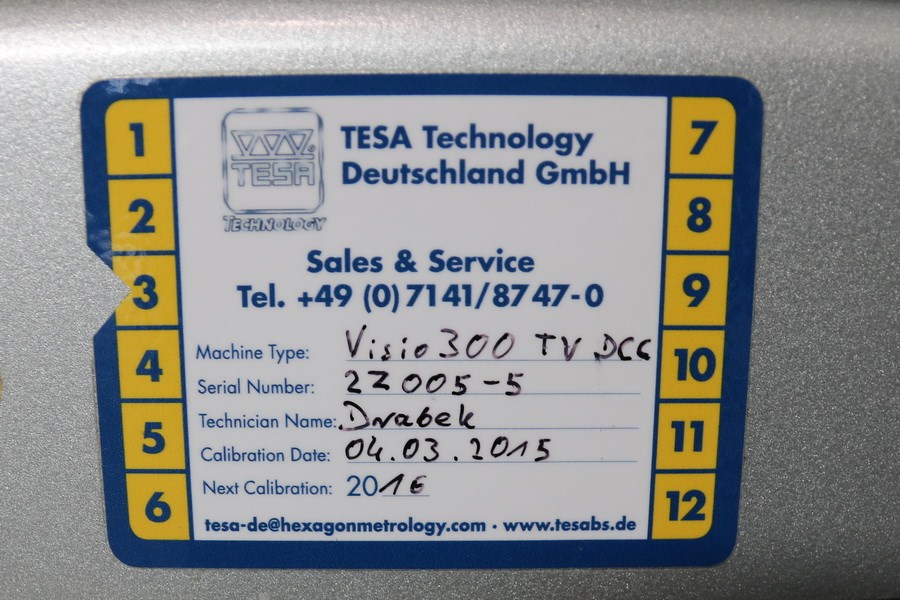 TESA
TECHNOLOGY
TESA Technology
Deutschland GmbH
Sales & Service
Tel. +49 (0) 7141/8747-0
Machine Type: Visio 300 TV DCC
Serial Number: 2Z005-5
Technician Name: Drabek
Calibration Date: 04.03.2015
Next Calibration: 2016
tesa-de@hexagonmetrology.com · www.tesabs.de
1
2
3
4
5
6
7
8
9
10
11
12